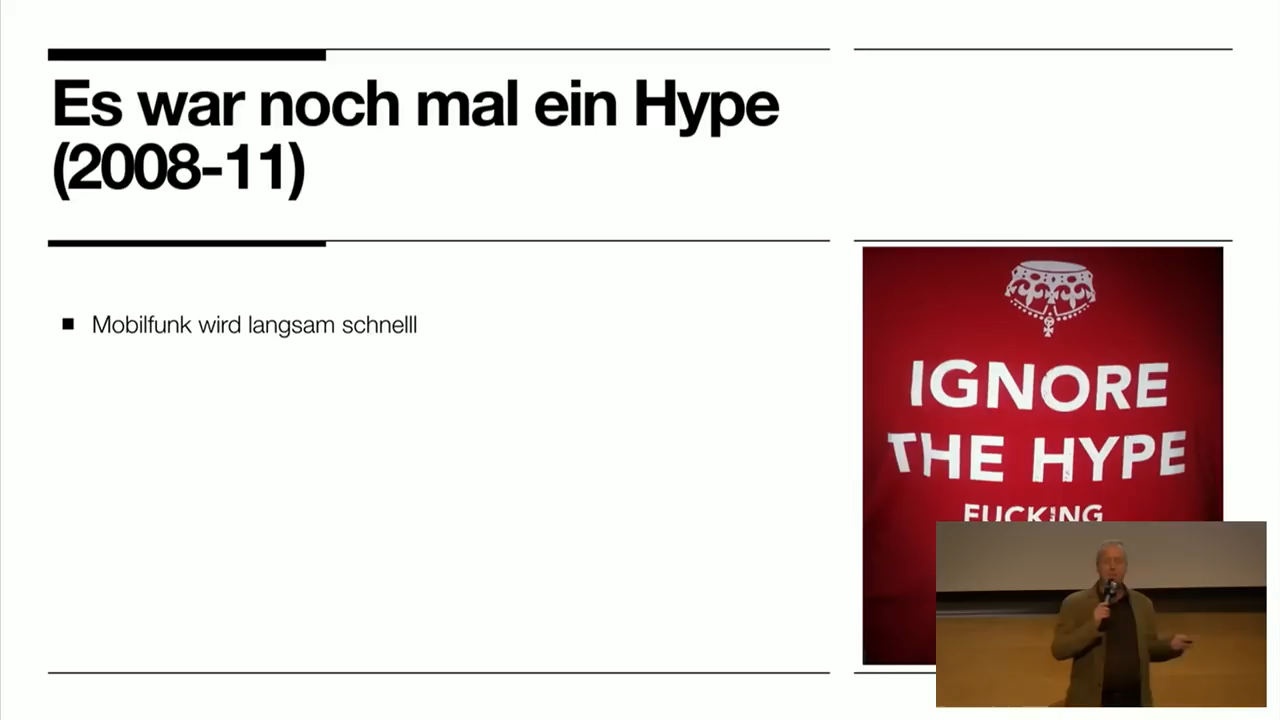 Es war noch mal ein Hype
(2008-11)
Mobilfunk wird langsam schnelll
IGNORE
THE HYPE
FUCKING